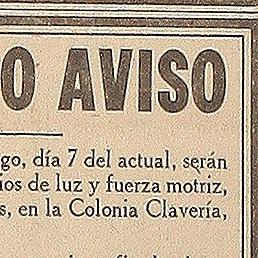 O AVISO
go, día 7 del actual, serán
ios de luz y fuerza motriz,
s, en la Colonia Clavería,